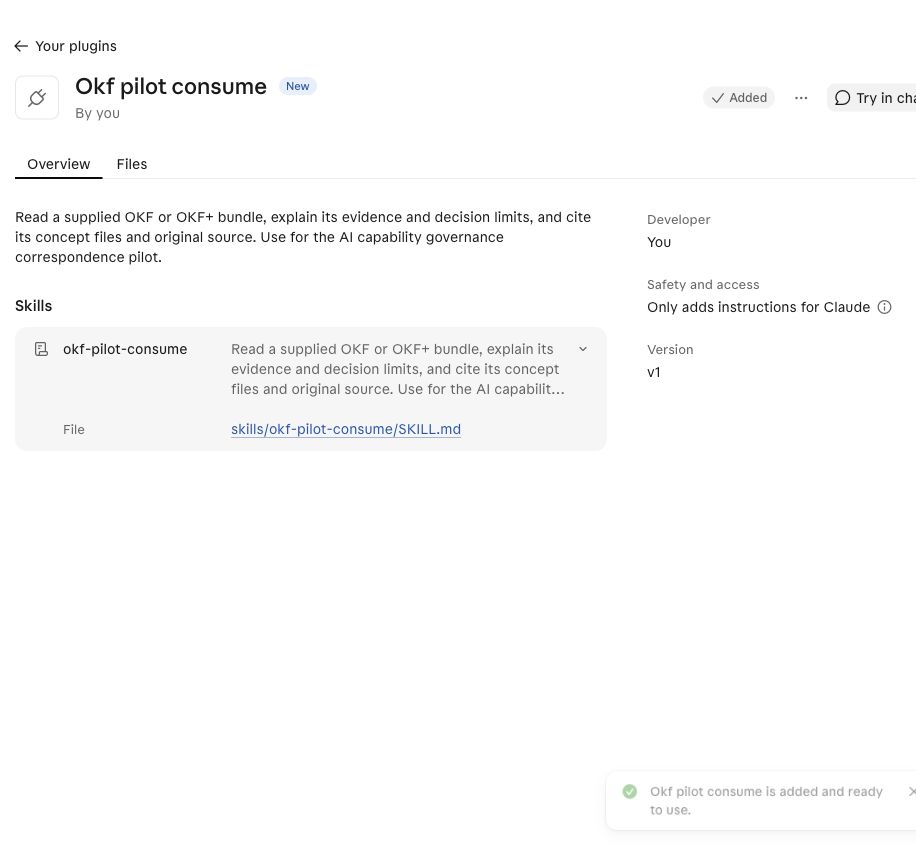 Your plugins
Okf pilot consume New
By you
Added
Try in cha
Overview Files
Read a supplied OKF or OKF+ bundle, explain its evidence and decision limits, and cite
its concept files and original source. Use for the AI capability governance
correspondence pilot.
Skills
okf-pilot-consume
Read a supplied OKF or OKF+ bundle, explain its
evidence and decision limits, and cite its concept
files and original source. Use for the AI capabilit...
File
skills/okf-pilot-consume/SKILL.md
Developer
You
Safety and access
Only adds instructions for Claude
Version
v1
Okf pilot consume is added and ready
to use.